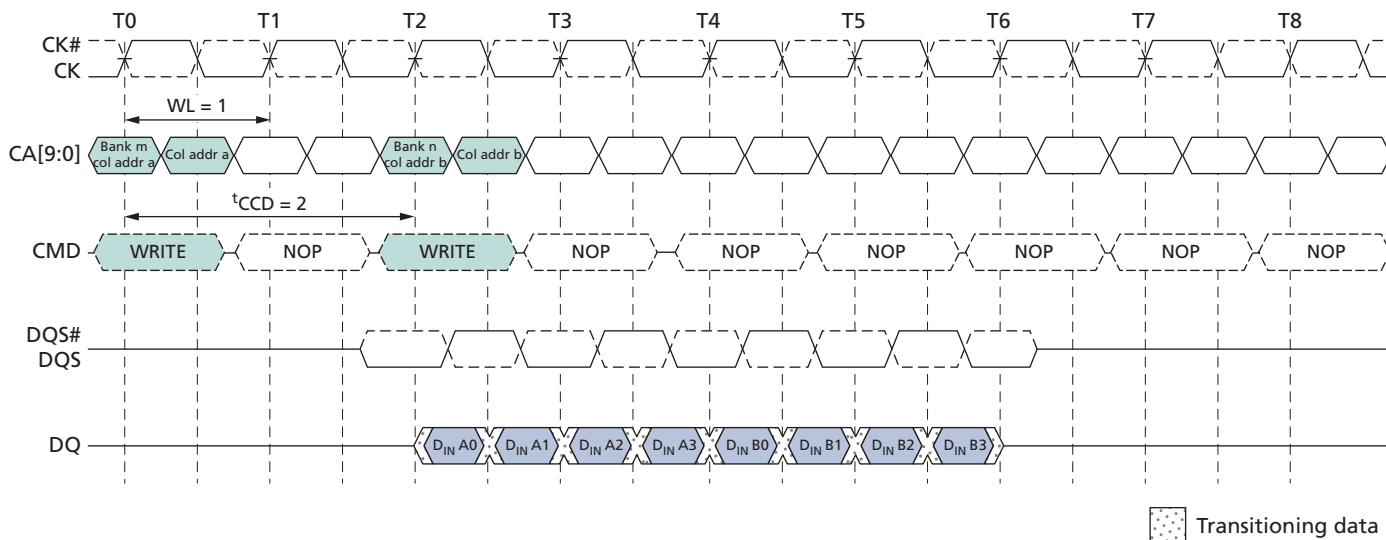 T0 T1 T2 T3 T4 T5 T6 T7 T8
CK#
CK
WL = 1
CA[9:0]
Bank m
col addr a
Col addr a
Bank n
col addr b
Col addr b
tCCD = 2
CMD WRITE NOP WRITE NOP NOP NOP NOP NOP NOP
DQS#
DQS
DQ DIN A0 DIN A1 DIN A2 DIN A3 DIN B0 DIN B1 DIN B2 DIN B3
Transitioning data